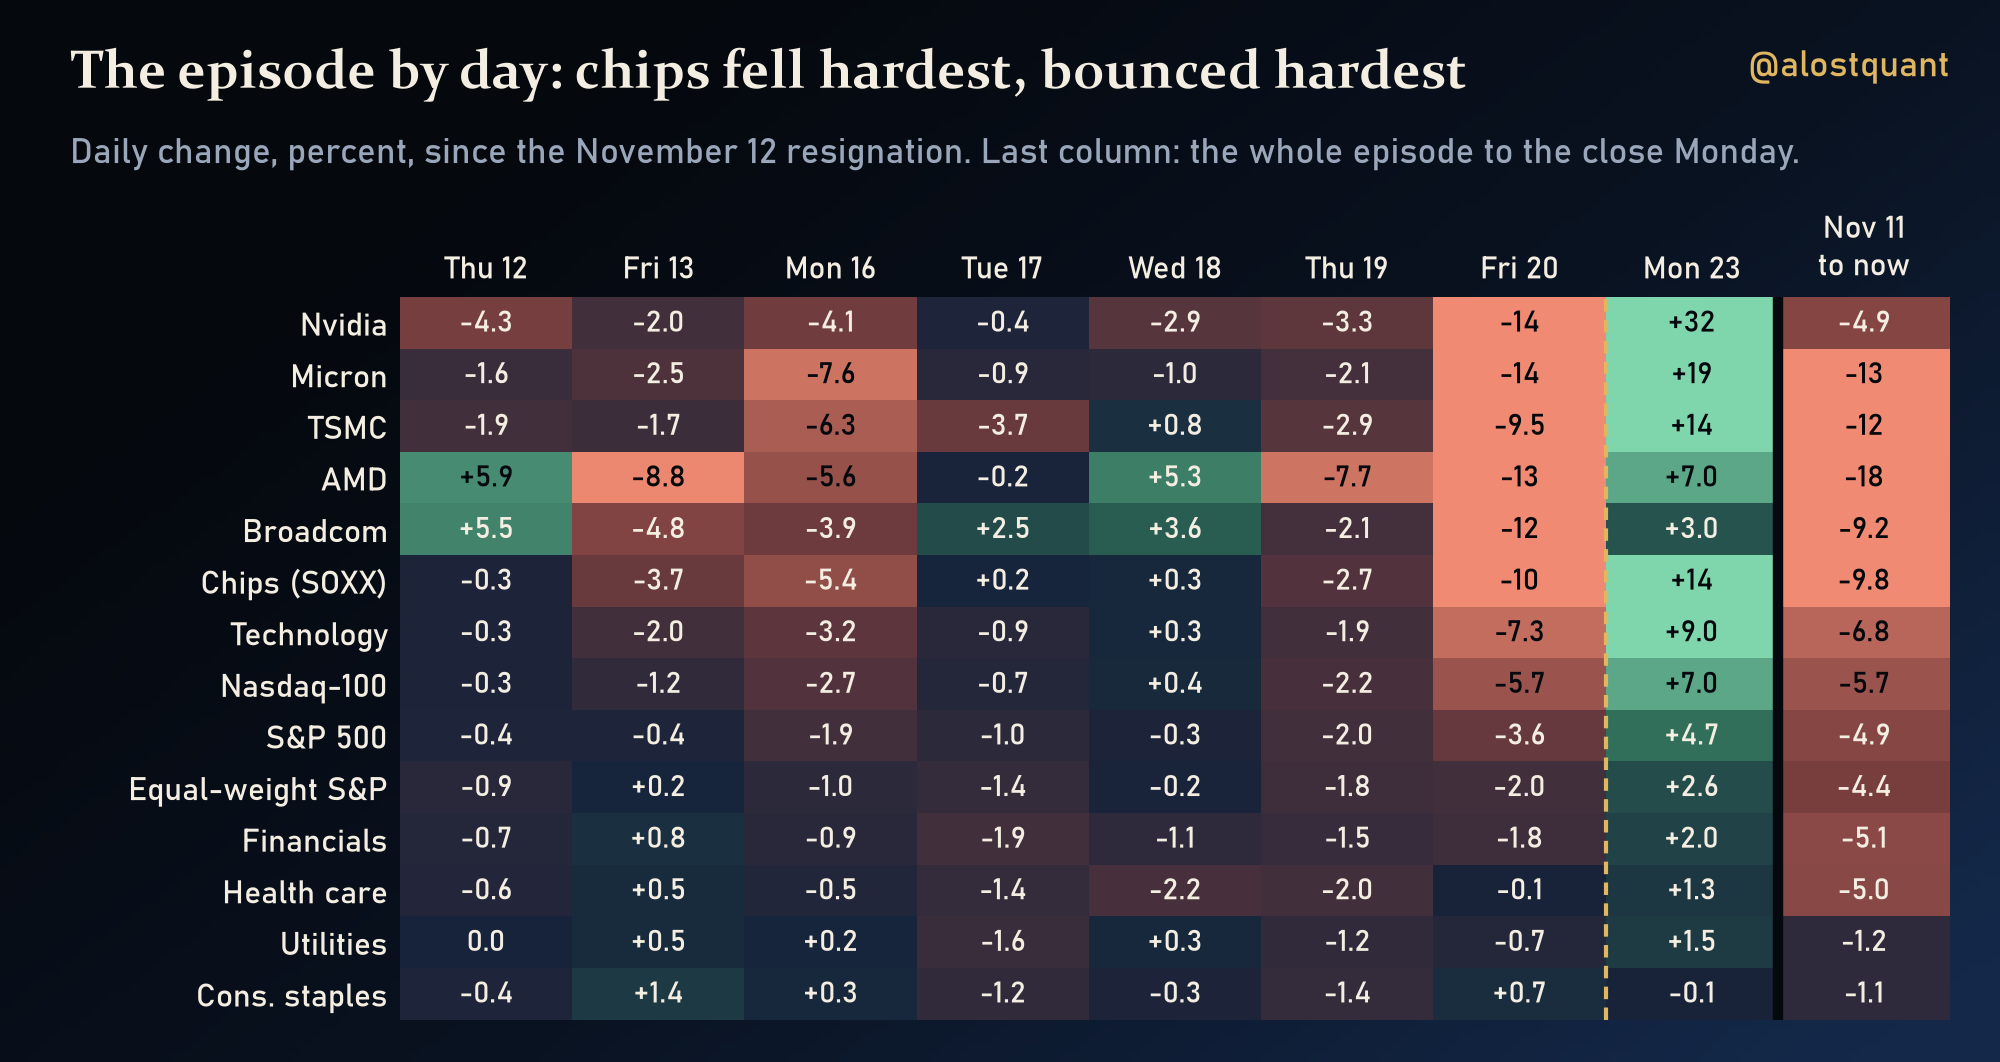 The episode by day: chips fell hardest, bounced hardest
@alostquant
Daily change, percent, since the November 12 resignation. Last column: the whole episode to the close Monday.
Thu 12 Fri 13 Mon 16 Tue 17 Wed 18 Thu 19 Fri 20 Mon 23 Nov 11 to now
Nvidia -4.3 -2.0 -4.1 -0.4 -2.9 -3.3 -14 +32 -4.9
Micron -1.6 -2.5 -7.6 -0.9 -1.0 -2.1 -14 +19 -13
TSMC -1.9 -1.7 -6.3 -3.7 +0.8 -2.9 -9.5 +14 -12
AMD +5.9 -8.8 -5.6 -0.2 +5.3 -7.7 -13 +7.0 -18
Broadcom +5.5 -4.8 -3.9 +2.5 +3.6 -2.1 -12 +3.0 -9.2
Chips (SOXX) -0.3 -3.7 -5.4 +0.2 +0.3 -2.7 -10 +14 -9.8
Technology -0.3 -2.0 -3.2 -0.9 +0.3 -1.9 -7.3 +9.0 -6.8
Nasdaq-100 -0.3 -1.2 -2.7 -0.7 +0.4 -2.2 -5.7 +7.0 -5.7
S&P 500 -0.4 -0.4 -1.9 -1.0 -0.3 -2.0 -3.6 +4.7 -4.9
Equal-weight S&P -0.9 +0.2 -1.0 -1.4 -0.2 -1.8 -2.0 +2.6 -4.4
Financials -0.7 +0.8 -0.9 -1.9 -1.1 -1.5 -1.8 +2.0 -5.1
Health care -0.6 +0.5 -0.5 -1.4 -2.2 -2.0 -0.1 +1.3 -5.0
Utilities 0.0 +0.5 +0.2 -1.6 +0.3 -1.2 -0.7 +1.5 -1.2
Cons. staples -0.4 +1.4 +0.3 -1.2 -0.3 -1.4 +0.7 -0.1 -1.1